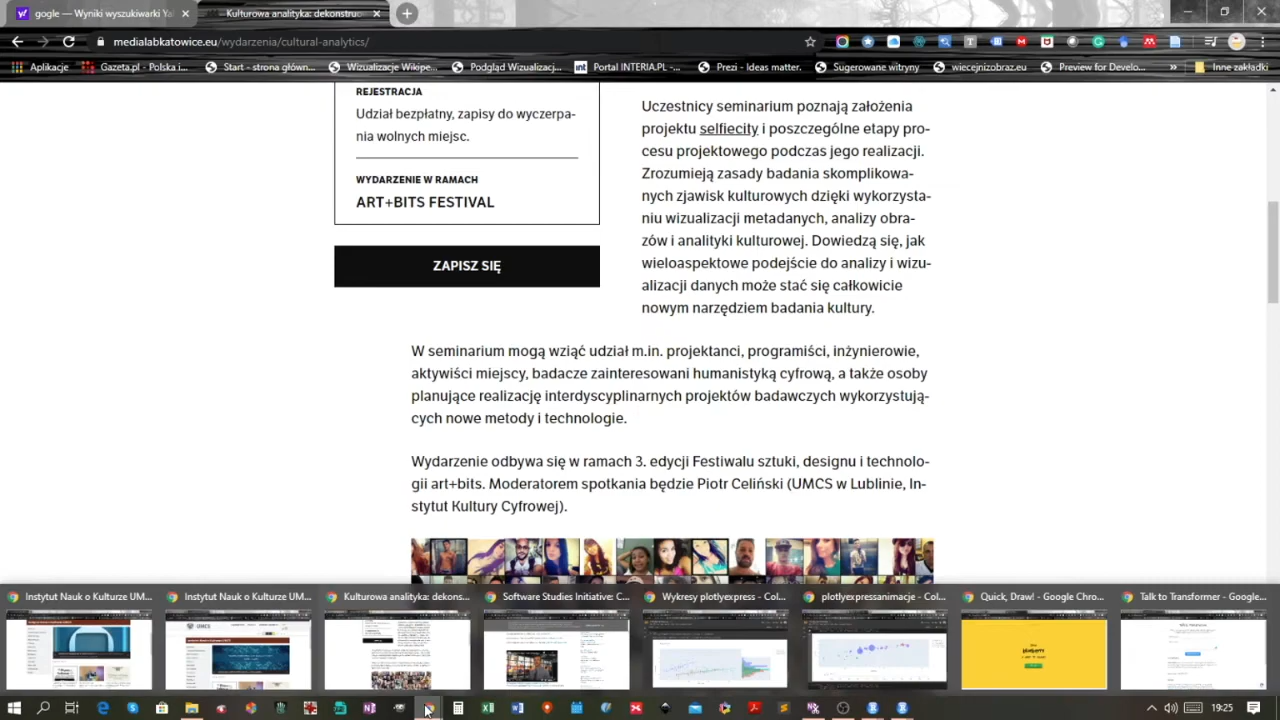 gogle — Wyniki wyszukiwarki Ya
Kulturowa analityka: dekonstruo
medialabkatowice.eu/wydarzenia/cultural-analytics/
Aplikacje
Gazeta.pl - Polska i...
Start - strona główn...
Wizualizacje Wikipe...
Podgląd Wizualizacj...
Portal INTERIA.PL -...
Prezi - Ideas matter.
Sugerowane witryny
wiecejnizobraz.eu
Preview for Develo...
»
Inne zakładki
REJESTRACJA
Udział bezpłatny, zapisy do wyczerpa-
nia wolnych miejsc.
WYDARZENIE W RAMACH
ART+BITS FESTIVAL
ZAPISZ SIĘ
Uczestnicy seminarium poznają założenia
projektu selfiecity i poszczególne etapy pro-
cesu projektowego podczas jego realizacji.
Zrozumieją zasady badania skomplikowa-
nych zjawisk kulturowych dzięki wykorzysta-
niu wizualizacji metadanych, analizy obra-
zów i analityki kulturowej. Dowiedzą się, jak
wieloaspektowe podejście do analizy i wizu-
alizacji danych może stać się całkowicie
nowym narzędziem badania kultury.
W seminarium mogą wziąć udział m.in. projektanci, programiści, inżynierowie,
aktywiści miejscy, badacze zainteresowani humanistyką cyfrową, a także osoby
planujące realizację interdyscyplinarnych projektów badawczych wykorzystują-
cych nowe metody i technologie.
Wydarzenie odbywa się w ramach 3. edycji Festiwalu sztuki, designu i technolo-
gii art+bits. Moderatorem spotkania będzie Piotr Celiński (UMCS w Lublinie, In-
stytut Kultury Cyfrowej).
Instytut Nauk o Kulturze UM...
Instytut Nauk o Kulturze UM...
Kulturowa analityka: dekons...
Software Studies Initiative: C...
Wykresy plotlyexpress - Col...
plotlyexpressanimacje - Col...
Quick, Draw! - Google Chro...
Talk to Transformer - Google...
19:25